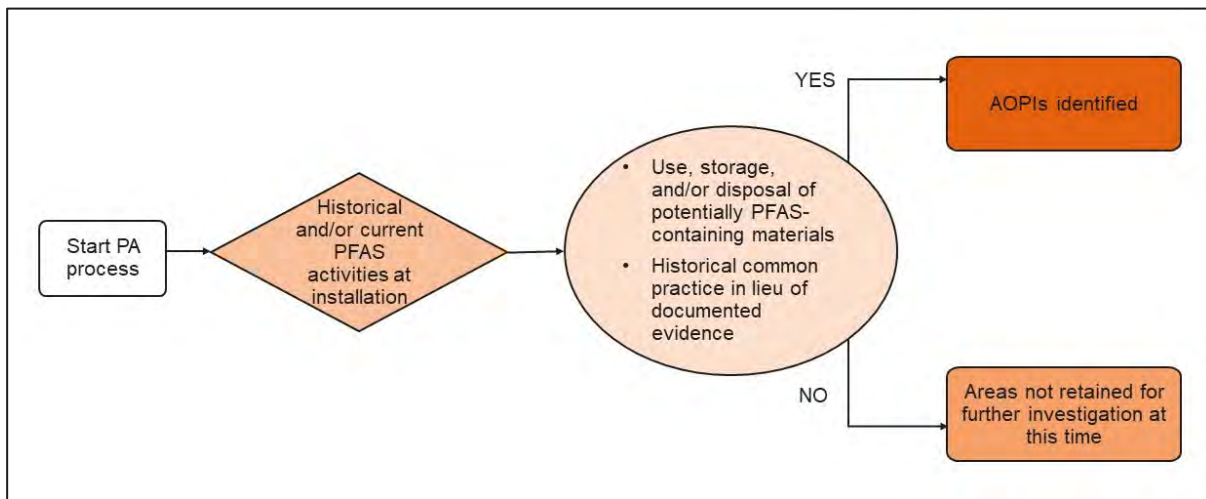 Start PA
process
Historical
and/or current
PFAS
activities at
installation
• Use, storage,
and/or disposal of
potentially PFAS-
containing materials
• Historical common
practice in lieu of
documented
evidence
YES
AOPIs identified
NO
Areas not retained for
further investigation at
this time